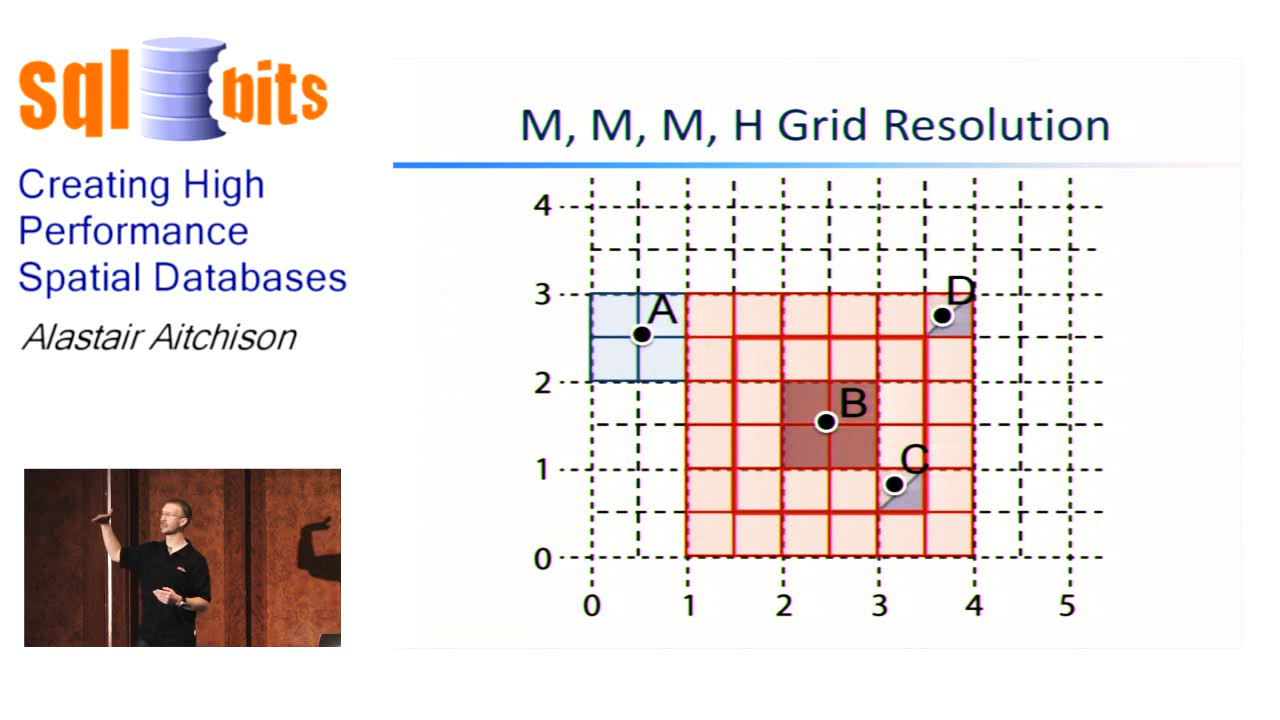 sql bits
Creating High
Performance
Spatial Databases
Alastair Aitchison
M, M, M, H Grid Resolution
4
3
2
1
0
A
B
C
D
0 1 2 3 4 5